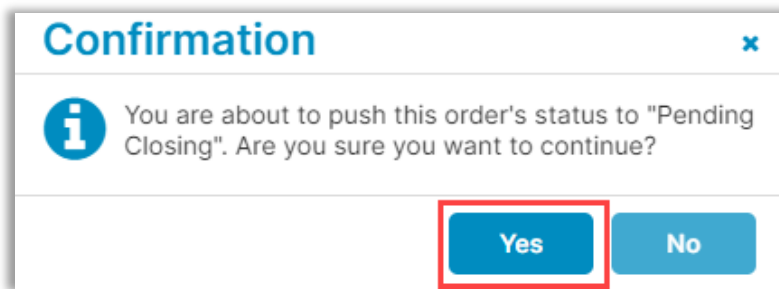 Confirmation
You are about to push this order's status to "Pending
Closing". Are you sure you want to continue?
Yes
No